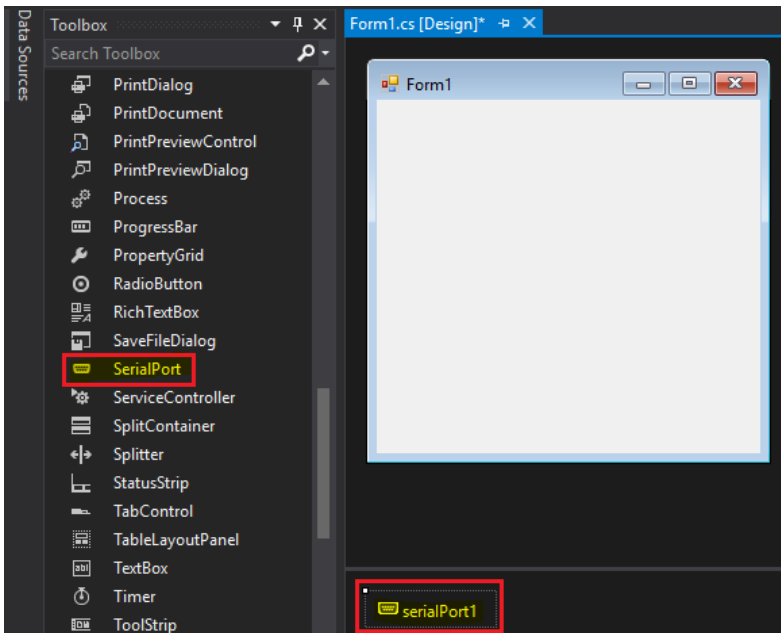 Data Sources
Toolbox
Search Toolbox
PrintDialog
PrintDocument
PrintPreviewControl
PrintPreviewDialog
Process
ProgressBar
PropertyGrid
RadioButton
RichTextBox
SaveFileDialog
SerialPort
ServiceController
SplitContainer
Splitter
StatusStrip
TabControl
TableLayoutPanel
TextBox
Timer
ToolStrip
Form1.cs [Design]*
Form1
serialPort1